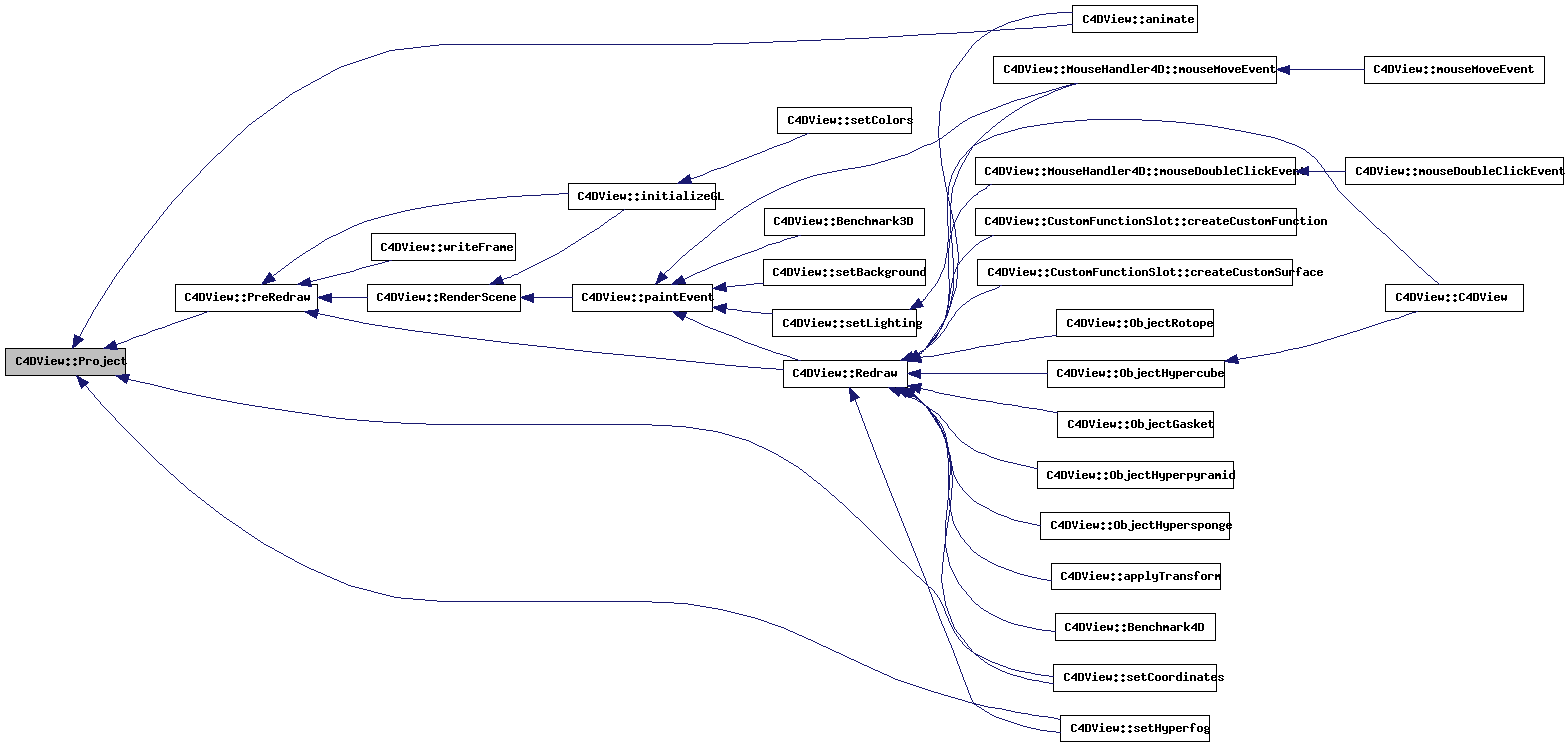 C4DView::animate
C4DView::MouseHandler4D::mouseMoveEvent
C4DView::mouseMoveEvent
C4DView::setColors
C4DView::MouseHandler4D::mouseDoubleClickEvent
C4DView::mouseDoubleClickEvent
C4DView::initializeGL
C4DView::Benchmark3D
C4DView::CustomFunctionSlot::createCustomFunction
C4DView::writeFrame
C4DView::setBackground
C4DView::CustomFunctionSlot::createCustomSurface
C4DView::PreRedraw
C4DView::RenderScene
C4DView::paintEvent
C4DView::C4DView
C4DView::setLighting
C4DView::ObjectRotope
C4DView::Project
C4DView::Redraw
C4DView::ObjectHypercube
C4DView::ObjectGasket
C4DView::ObjectHyperpyramid
C4DView::ObjectHypersponge
C4DView::applyTransform
C4DView::Benchmark4D
C4DView::setCoordinates
C4DView::setHyperfog